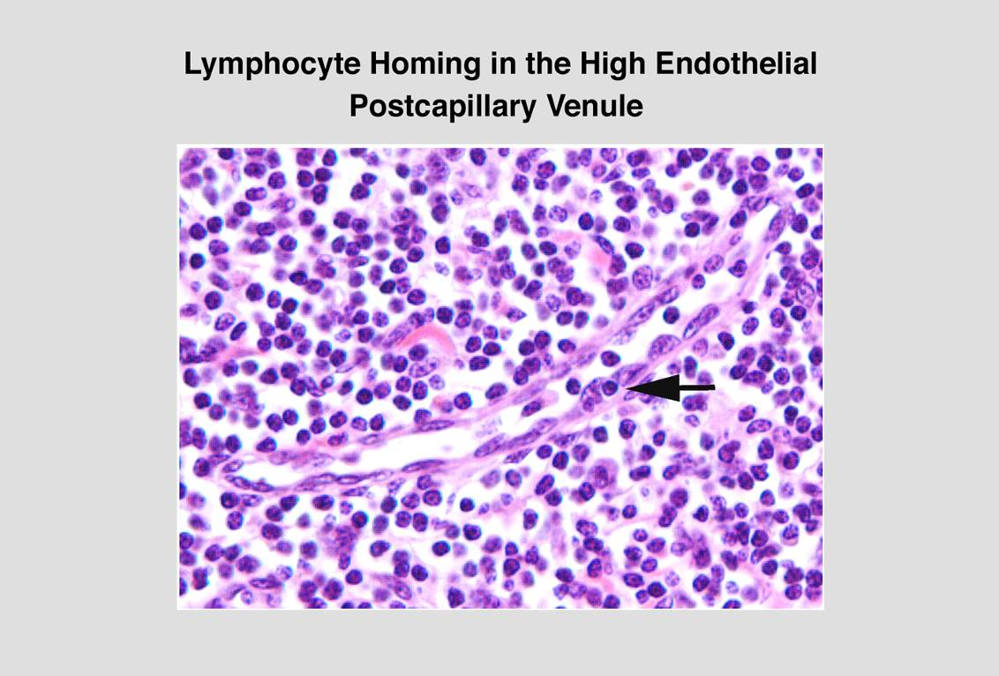 Lymphocyte Homing in the High Endothelial
Postcapillary Venule